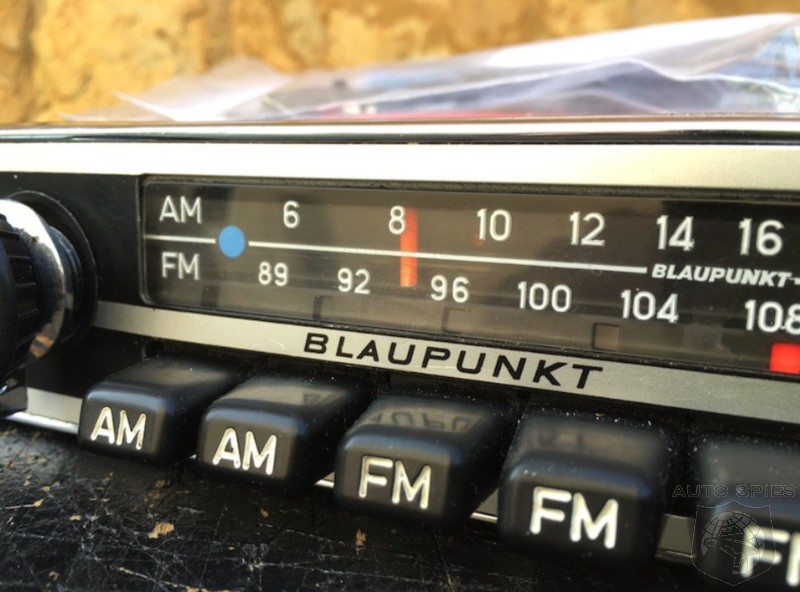 AM 6 8 10 12 14 16
BLAUPUNKT
FM 89 92 96 100 104 108
BLAUPUNKT
AM AM FM FM FM
AUTO SPIES